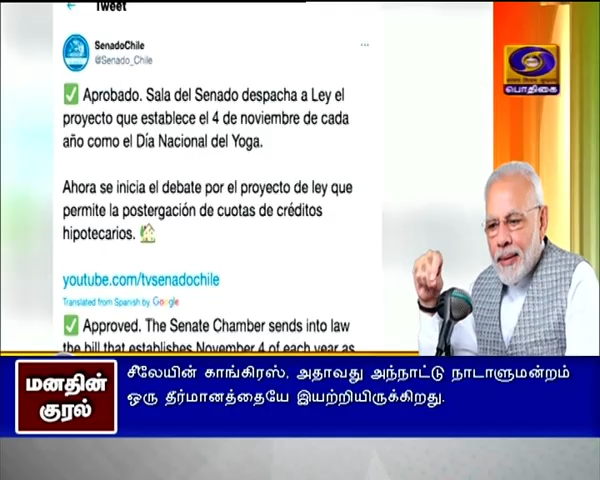 Tweet
SenadoChile
@Senado_Chile
Aprobado. Sala del Senado despacha a Ley el
proyecto que establece el 4 de noviembre de cada
año como el Día Nacional del Yoga.
Ahora se inicia el debate por el proyecto de ley que
permite la postergación de cuotas de créditos
hipotecarios.
youtube.com/tvsenadochile
Translated from Spanish by Google
Approved. The Senate Chamber sends into law
the bill that establishes November 4 of each year as
பொதிகை
மனதின்
குரல்
சீலேயின் காங்கிரஸ், அதாவது அந்நாட்டு நாடாளுமன்றம்
ஒரு தீர்மானத்தையே இயற்றியிருக்கிறது.